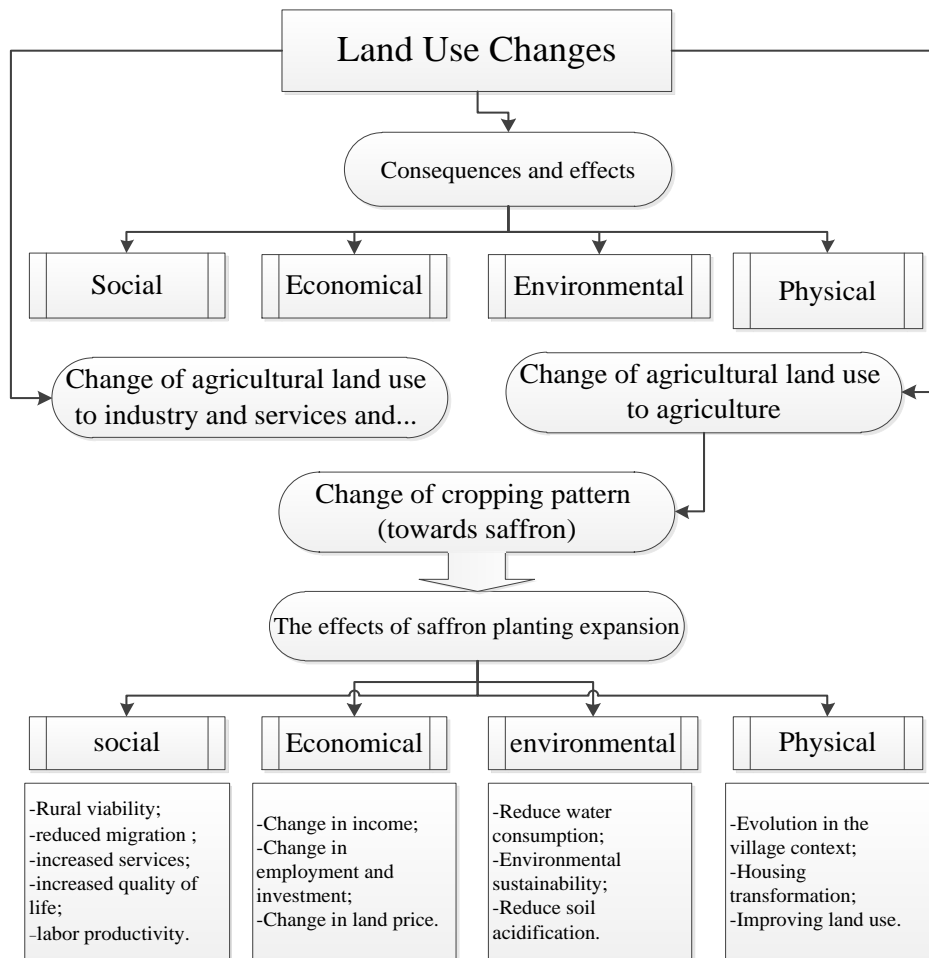 Land Use Changes
Consequences and effects
Social
Economical
Environmental
Physical
Change of agricultural land use
to industry and services and...
Change of agricultural land use
to agriculture
Change of cropping pattern
(towards saffron)
The effects of saffron planting expansion
social
Economical
environmental
Physical
-Rural viability;
-reduced migration ;
-increased services;
-increased quality of
life;
-labor productivity.
-Change in income;
-Change in
employment and
investment;
-Change in land price.
-Reduce water
consumption;
-Environmental
sustainability;
-Reduce soil
acidification.
-Evolution in the
village context;
-Housing
transformation;
-Improving land use.